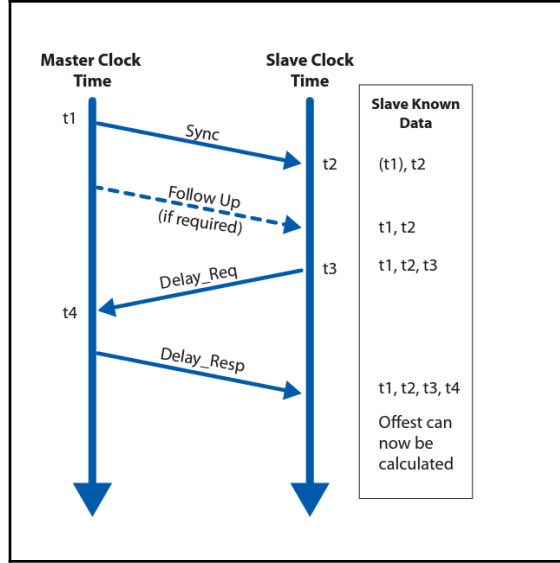 Master Clock
Time
Slave Clock
Time
Slave Known
Data
t1
Sync
t2
(t1), t2
Follow Up
(if required)
t1, t2
t3
t1, t2, t3
Delay_Req
t4
Delay_Resp
t1, t2, t3, t4
Offest can
now be
calculated